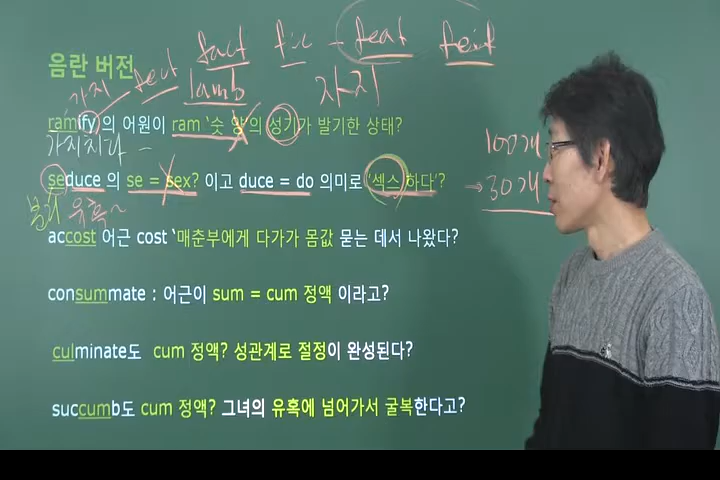 음란 버전 sect fact fic - feat feint
가지 lamb 자지
ramify의 어원이 ram '숫 양'의 성기가 발기한 상태?
가지치다 -
seduce 의 se = sex? 이고 duce = do 의미로 '섹스 하다'?
100개
→ 30개
유혹~
accost 어근 cost '매춘부에게 다가가 몸값 묻는 데서 나왔다?
consummate : 어근이 sum = cum 정액 이라고?
culminate도 cum 정액? 성관계로 절정이 완성된다?
succumb도 cum 정액? 그녀의 유혹에 넘어가서 굴복한다고?